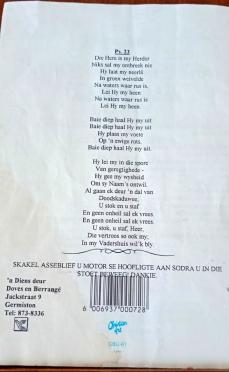 Ps. 23
Die Here is my Herder
Niks sal my ontbreek nie
Hy laat my neerlê
In groen weivelde
Na waters waar rus is,
Lei Hy my heen
Na waters waar rus is
Lei Hy my heen.
Baie diep haal Hy my uit
Baie diep haal Hy my uit
Hy plaas my voete
Op 'n ewige rots,
Baie diep haal Hy my uit.
Hy lei my in die spore
Van geregtigheid -
Hy gee my wysheid
Om sy Naam 'ontwil.
Al gaan ek deur 'n dal van
Doodskaduwee,
U stok en u staf
En geen onheil sal ek vrees
En geen onheil sal ek vrees
U stok, u staf, Heer,
Die vertroos so ook my,
In my Vadershuis wil'k bly.
SKAKEL ASSEBLIEF U MOTOR SE HOOFLIGTE AAN SODRA U IN DIE
STOET BEWEEG. DANKIE.
'n Diens deur
Doves en Berrangé
Jackstraat 9
Germiston
Tel: 873-8336
6 006937 000728